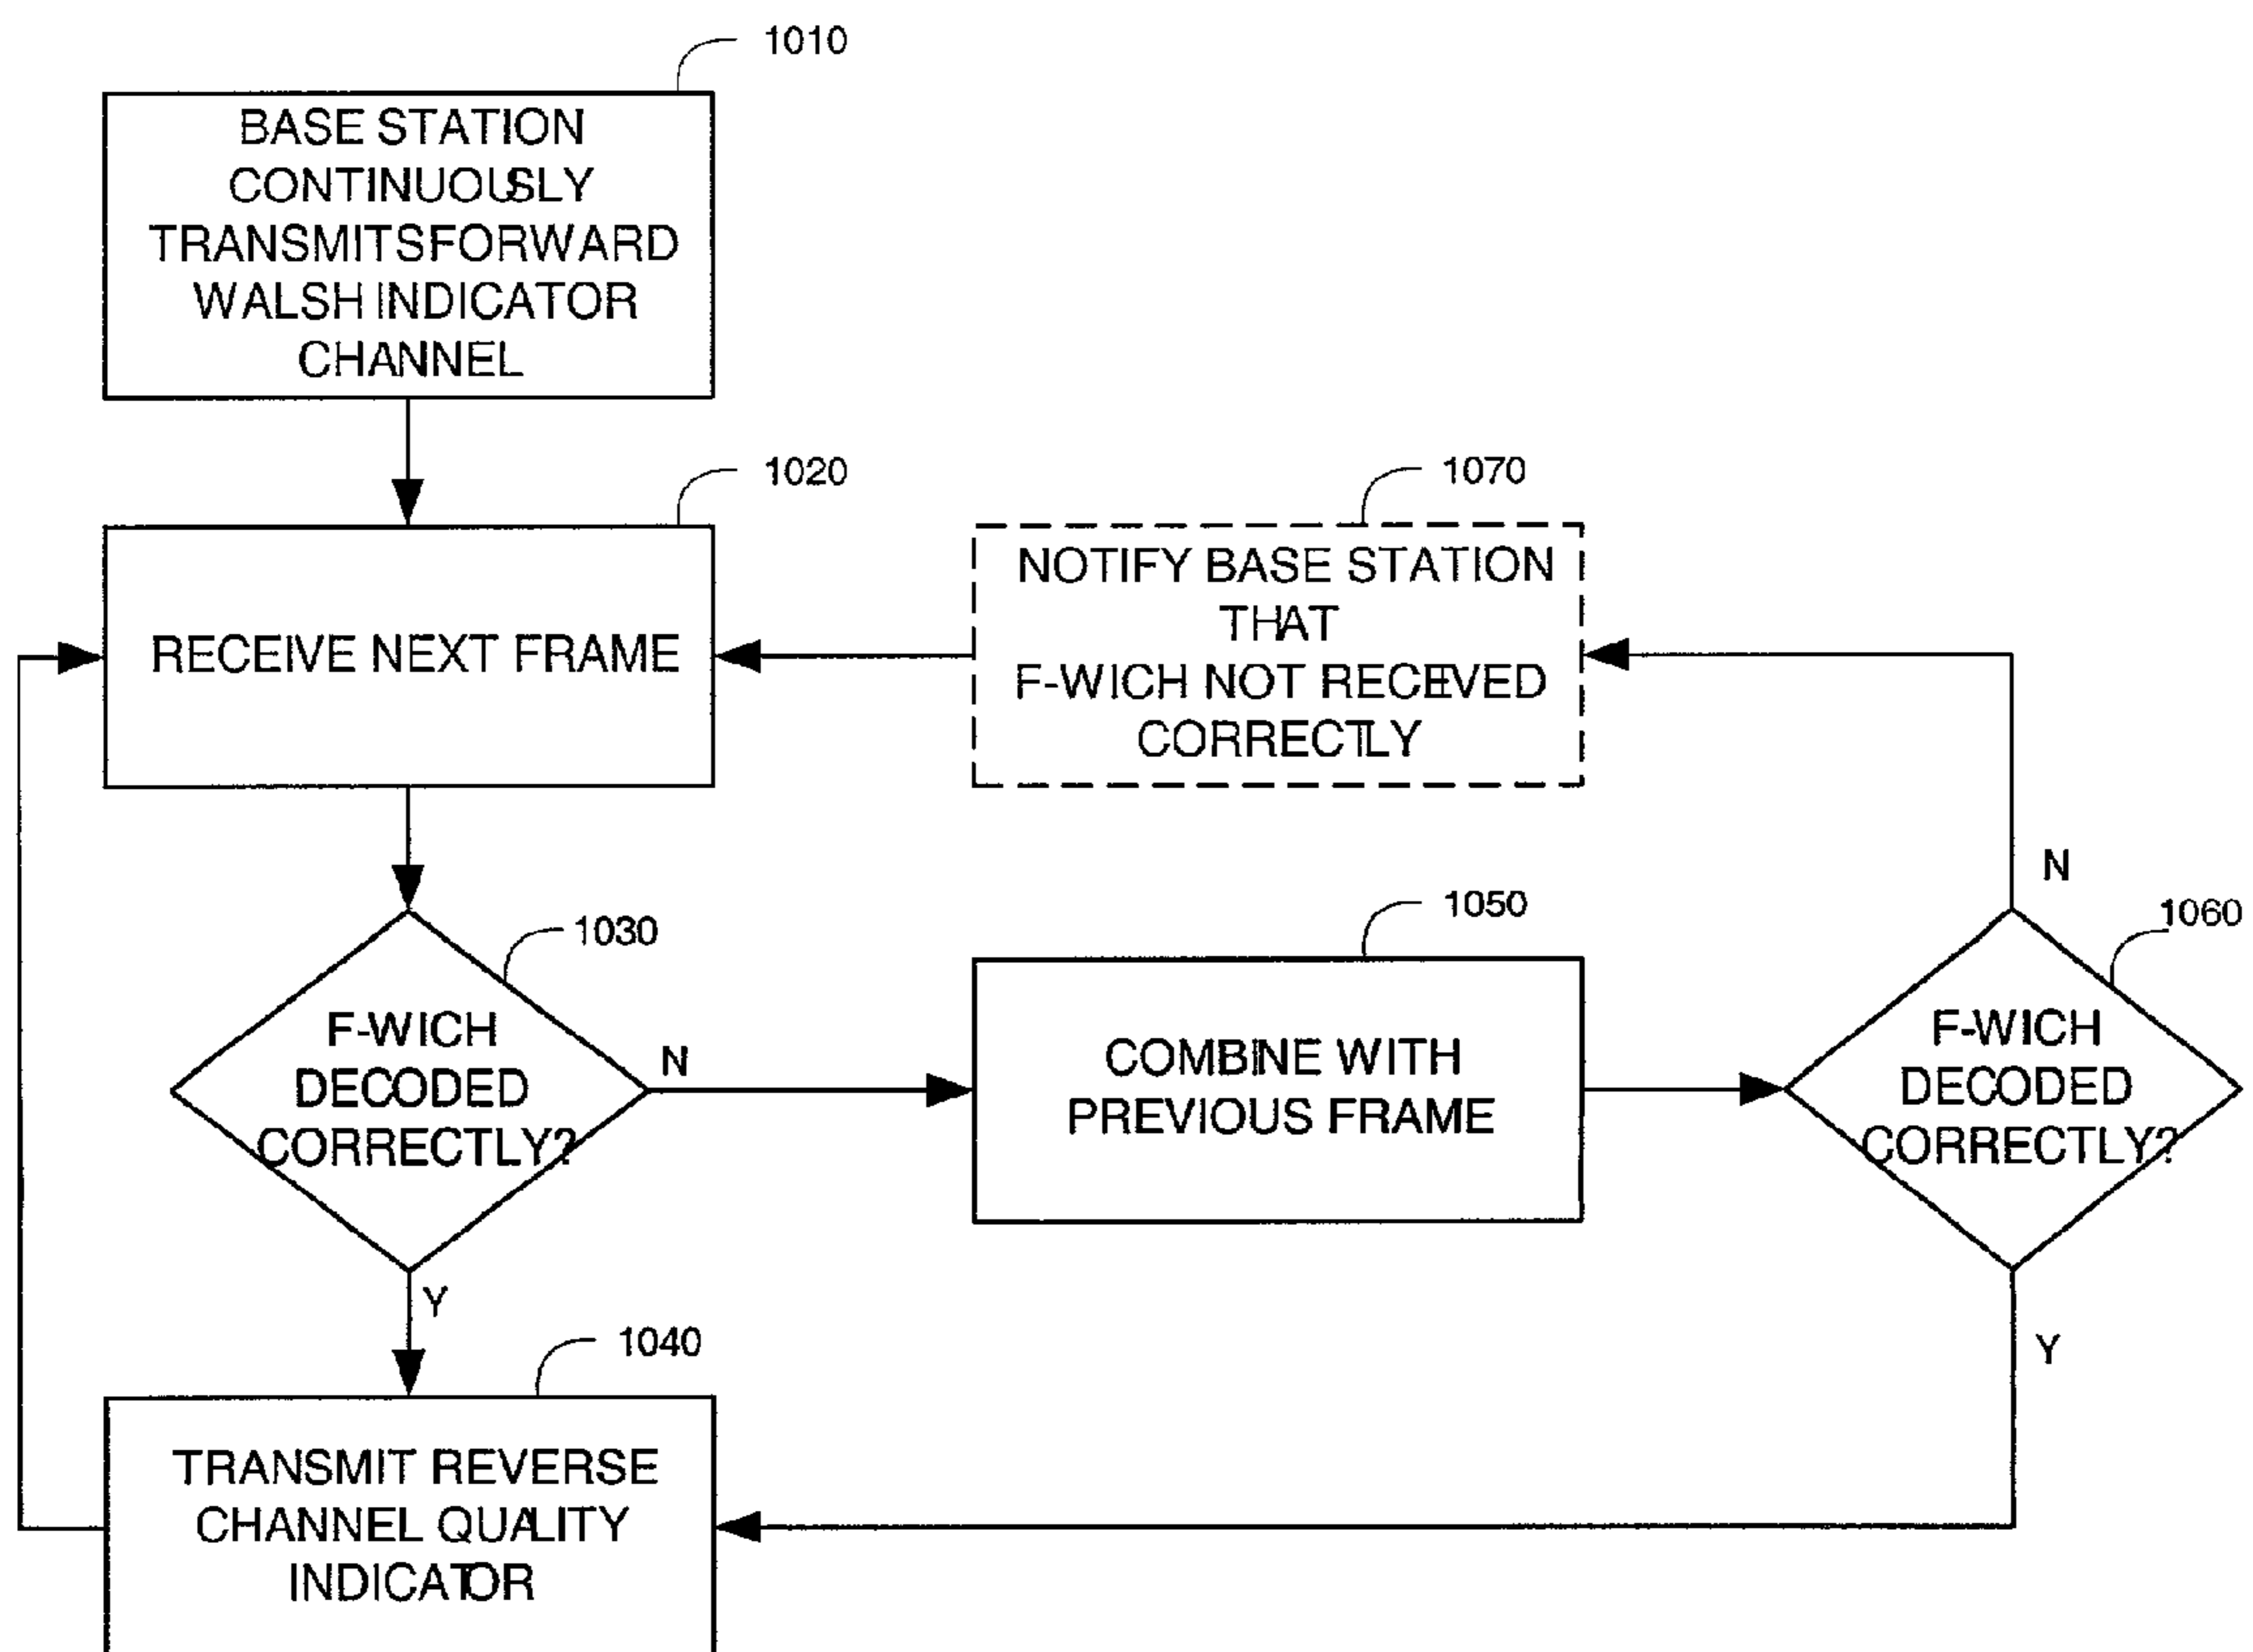 1010
BASE STATION
CONTINUOUSLY
TRANSMITS FORWARD
WALSH INDICATOR
CHANNEL
1020
RECEIVE NEXT FRAME
1070
NOTIFY BASE STATION
THAT
F-WICH NOT RECEIVED
CORRECTLY
1030
F-WICH
DECODED
CORRECTLY?
N
1050
COMBINE WITH
PREVIOUS FRAME
N
1060
F-WICH
DECODED
CORRECTLY?
Y
Y
1040
TRANSMIT REVERSE
CHANNEL QUALITY
INDICATOR